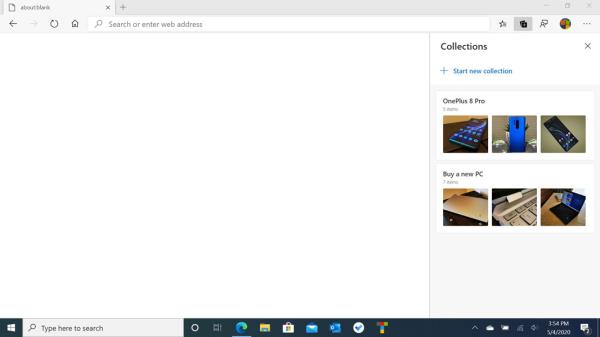 about:blank
Search or enter web address
Collections
Start new collection
OnePlus 8 Pro
5 items
Buy a new PC
7 items
Type here to search
3:54 PM
5/4/2020